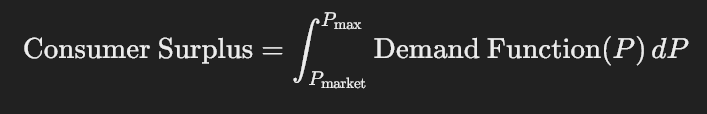 Consumer Surplus = ∫_{P_market}^{P_max} Demand Function(P) dP